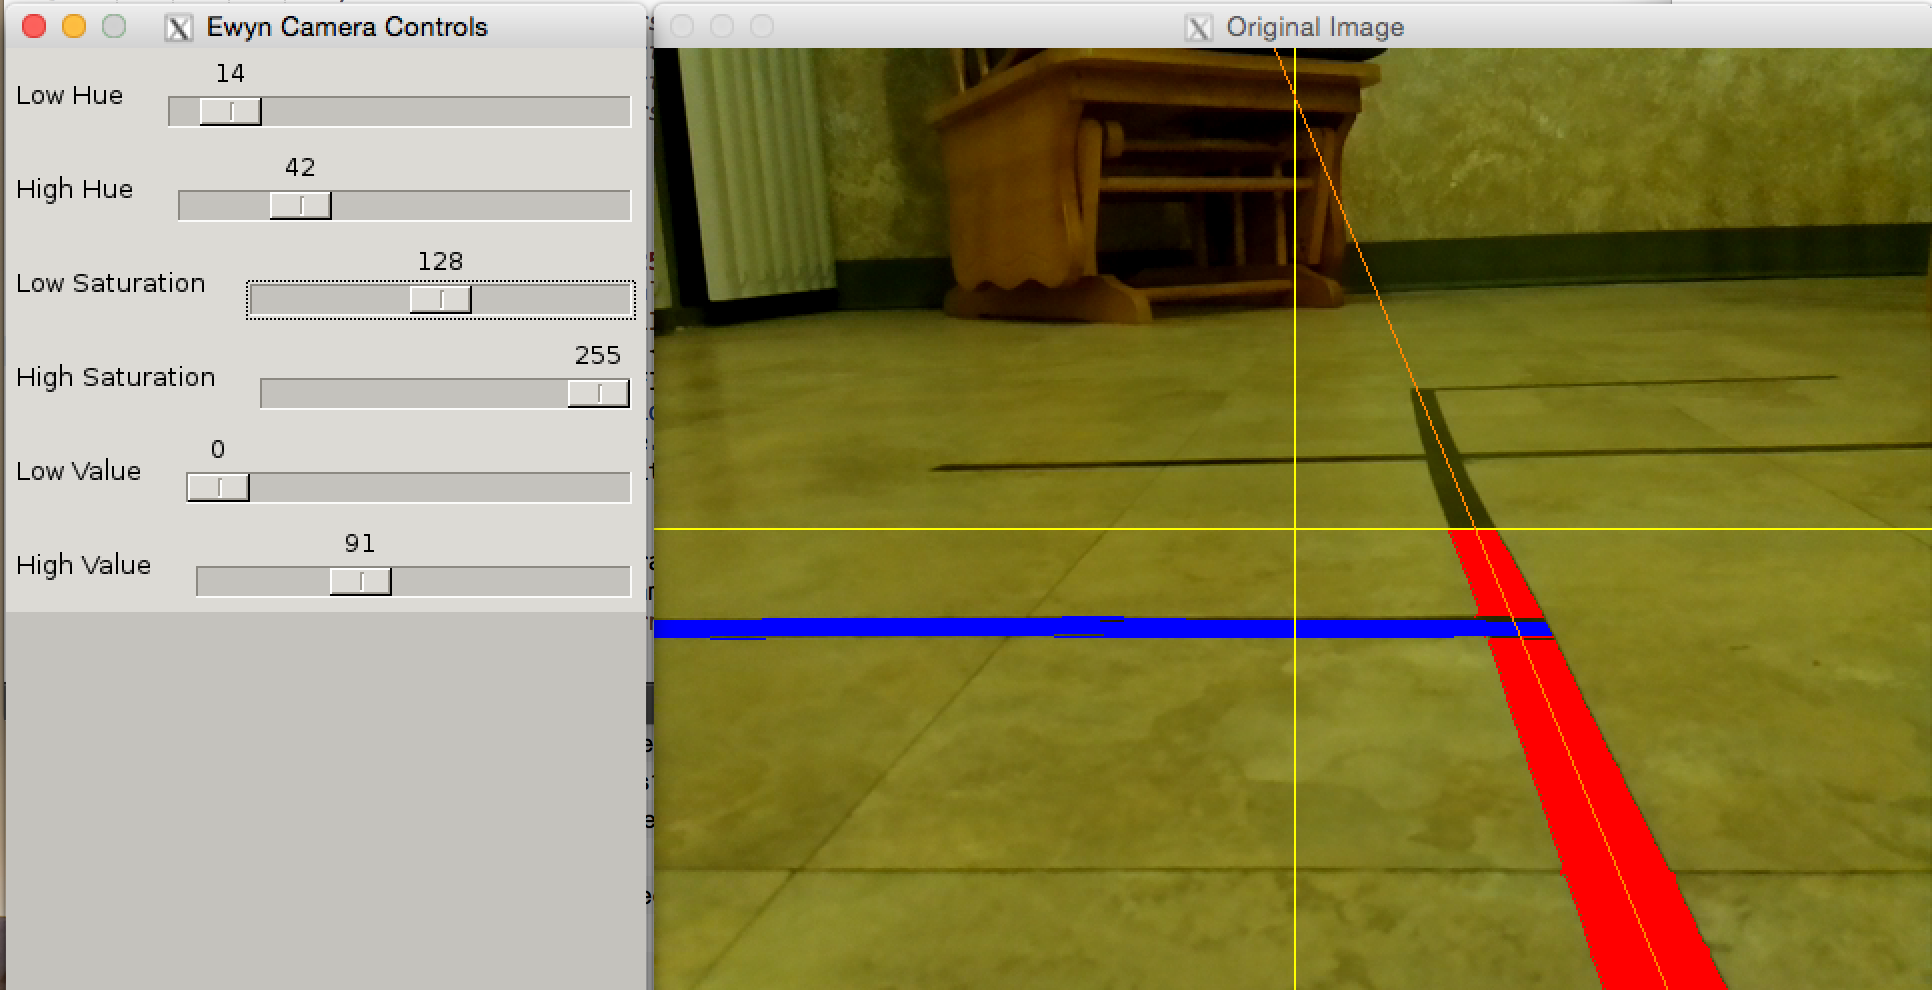 Ewyn Camera Controls
Original Image
14
Low Hue
42
High Hue
128
Low Saturation
255
High Saturation
0
Low Value
91
High Value